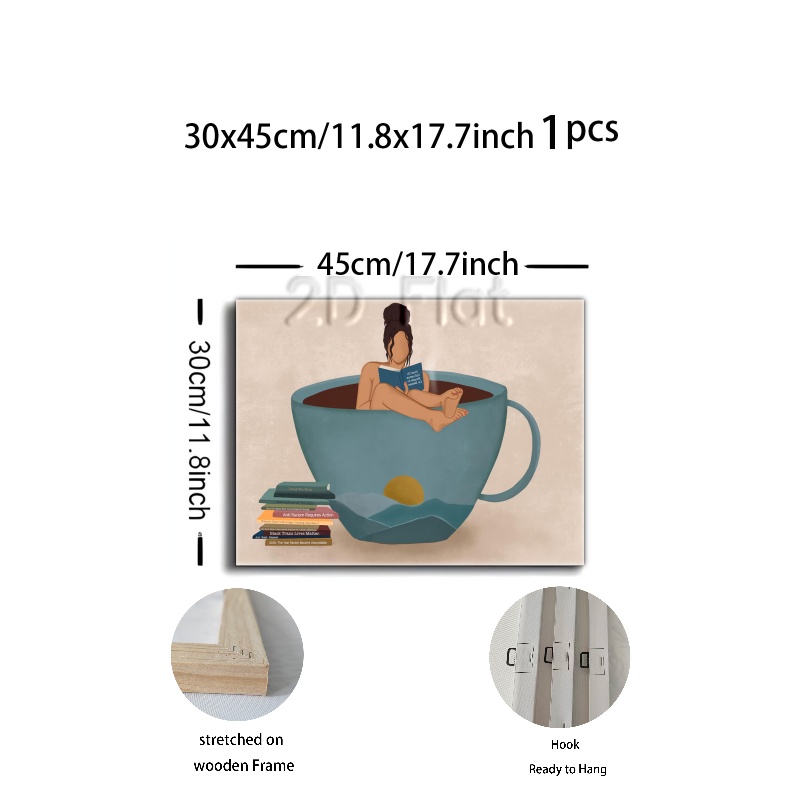 30x45cm/11.8x17.7inch 1pcs
45cm/17.7inch
2D Flat
30cm/11.8inch
Anti Racism Requires Action
Black Trans Lives Matter
stretched on
wooden Frame
Hook
Ready to Hang